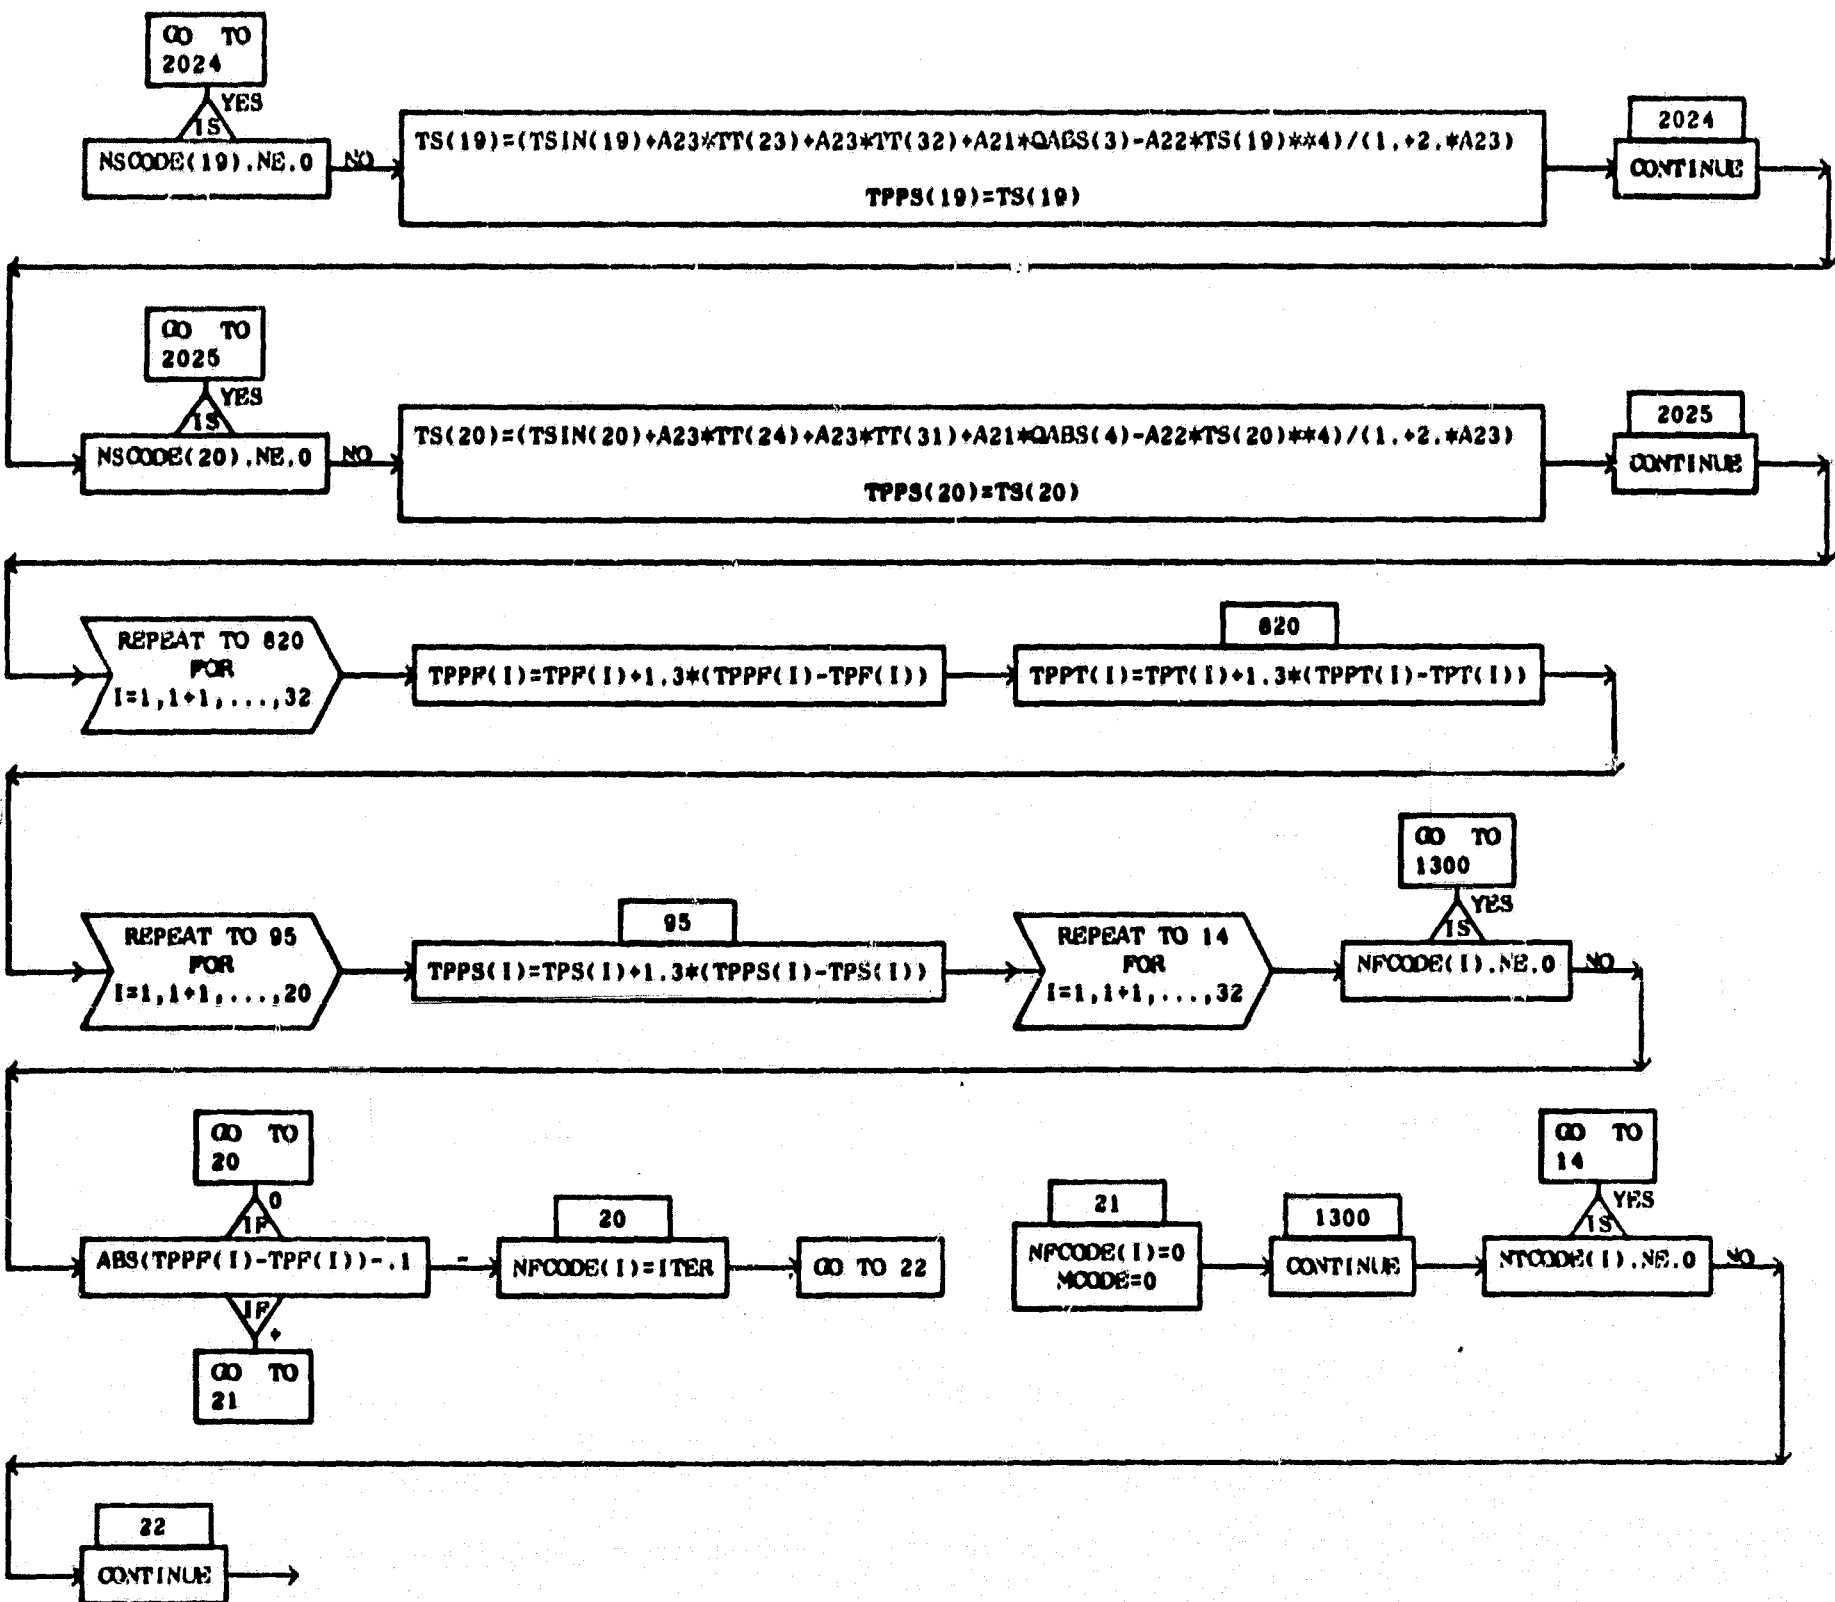 GO TO
2024
YES
IS
NSCODE(19).NE.0
NO
TS(19)=(TSIN(19)+A23*TT(23)+A23*TT(32)+A21*QABS(3)-A22*TS(19)**4)/(1.+2.*A23)
TPPS(19)=TS(19)
2024
CONTINUE
GO TO
2025
YES
IS
NSCODE(20).NE.0
NO
TS(20)=(TSIN(20)+A23*TT(24)+A23*TT(31)+A21*QABS(4)-A22*TS(20)**4)/(1.+2.*A23)
TPPS(20)=TS(20)
2025
CONTINUE
REPEAT TO 820
FOR
I=1,1+1,...,32
TPPF(I)=TPF(I)+1.3*(TPPF(I)-TPF(I))
820
TPPT(I)=TPT(I)+1.3*(TPPT(I)-TPT(I))
REPEAT TO 95
FOR
I=1,1+1,...,20
95
TPPS(I)=TPS(I)+1.3*(TPPS(I)-TPS(I))
REPEAT TO 14
FOR
I=1,1+1,...,32
GO TO
1300
YES
IS
NFCODE(I).NE.0
NO
GO TO
20
0
IF
ABS(TPPF(I)-TPF(I))-.1
-
IF
+
GO TO
21
20
NFCODE(I)=ITER
GO TO 22
21
NFCODE(I)=0
MCODE=0
1300
CONTINUE
GO TO
14
YES
IS
NTCODE(I).NE.0
NO
22
CONTINUE